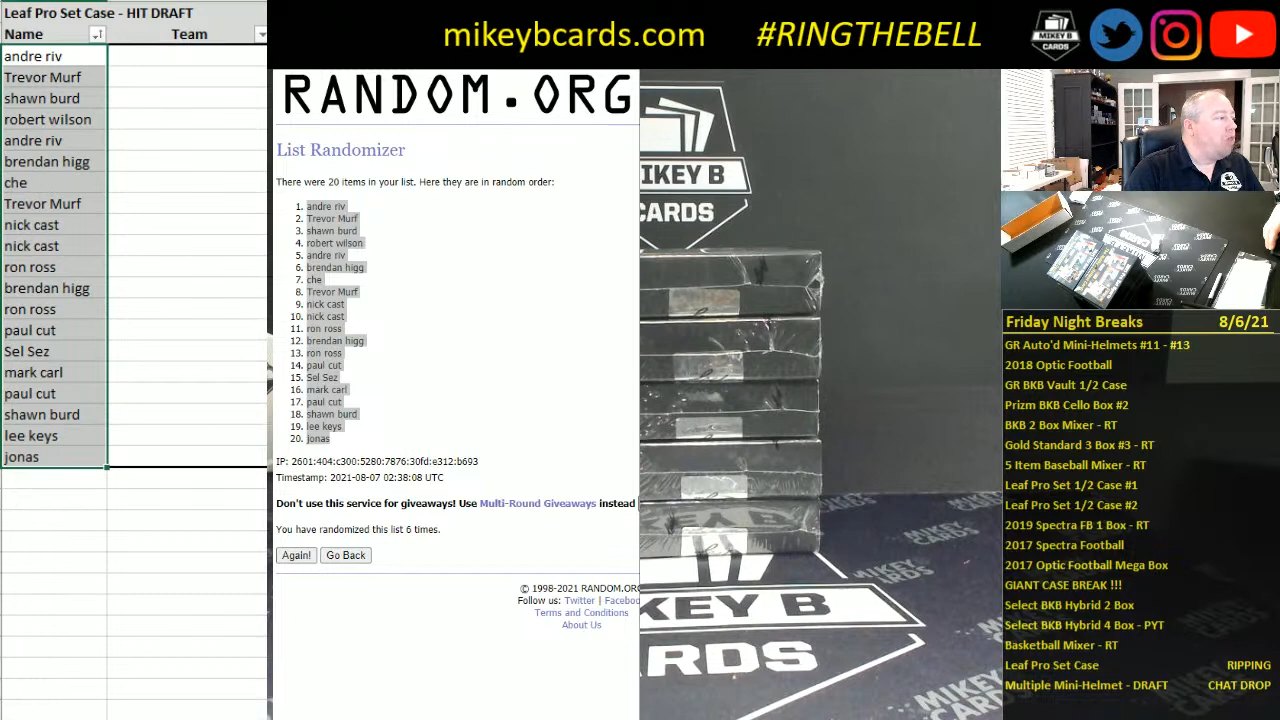 Leaf Pro Set Case - HIT DRAFT
Name
Team
andre riv
Trevor Murf
shawn burd
robert wilson
andre riv
brendan higg
che
Trevor Murf
nick cast
nick cast
ron ross
brendan higg
ron ross
paul cut
Sel Sez
mark carl
paul cut
shawn burd
lee keys
jonas
mikeybcards.com #RINGTHEBELL
MIKEY B
CARDS
RANDOM.ORG
List Randomizer
There were 20 items in your list. Here they are in random order:
1. andre riv
2. Trevor Murf
3. shawn burd
4. robert wilson
5. andre riv
6. brendan higg
7. che
8. Trevor Murf
9. nick cast
10. nick cast
11. ron ross
12. brendan higg
13. ron ross
14. paul cut
15. Sel Sez
16. mark carl
17. paul cut
18. shawn burd
19. lee keys
20. jonas
IP: 2601:404:c300:5280:7876:30fd:e312:b693
Timestamp: 2021-08-07 02:38:08 UTC
Don't use this service for giveaways! Use Multi-Round Giveaways instead
You have randomized this list 6 times.
Again!
Go Back
© 1998-2021 RANDOM.ORG
Follow us: Twitter | Faceboo
Terms and Conditions
About Us
IKEY B
CARDS
KEY B
RDS
MIKEY
CARDS
MIKEY
CARDS
Friday Night Breaks 8/6/21
GR Auto'd Mini-Helmets #11 - #13
2018 Optic Football
GR BKB Vault 1/2 Case
Prizm BKB Cello Box #2
BKB 2 Box Mixer - RT
Gold Standard 3 Box #3 - RT
5 Item Baseball Mixer - RT
Leaf Pro Set 1/2 Case #1
Leaf Pro Set 1/2 Case #2
2019 Spectra FB 1 Box - RT
2017 Spectra Football
2017 Optic Football Mega Box
GIANT CASE BREAK !!!
Select BKB Hybrid 2 Box
Select BKB Hybrid 4 Box - PYT
Basketball Mixer - RT
Leaf Pro Set Case RIPPING
Multiple Mini-Helmet - DRAFT CHAT DROP